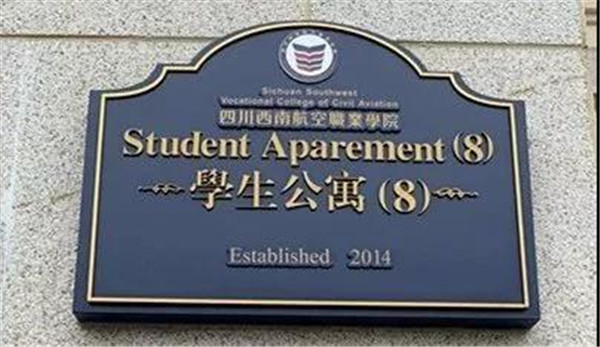 Sichuan Southwest
Vocational College of Civil Aviation
四川西南航空職業學院
Student Aparement (8)
學生公寓 (8)
Established 2014